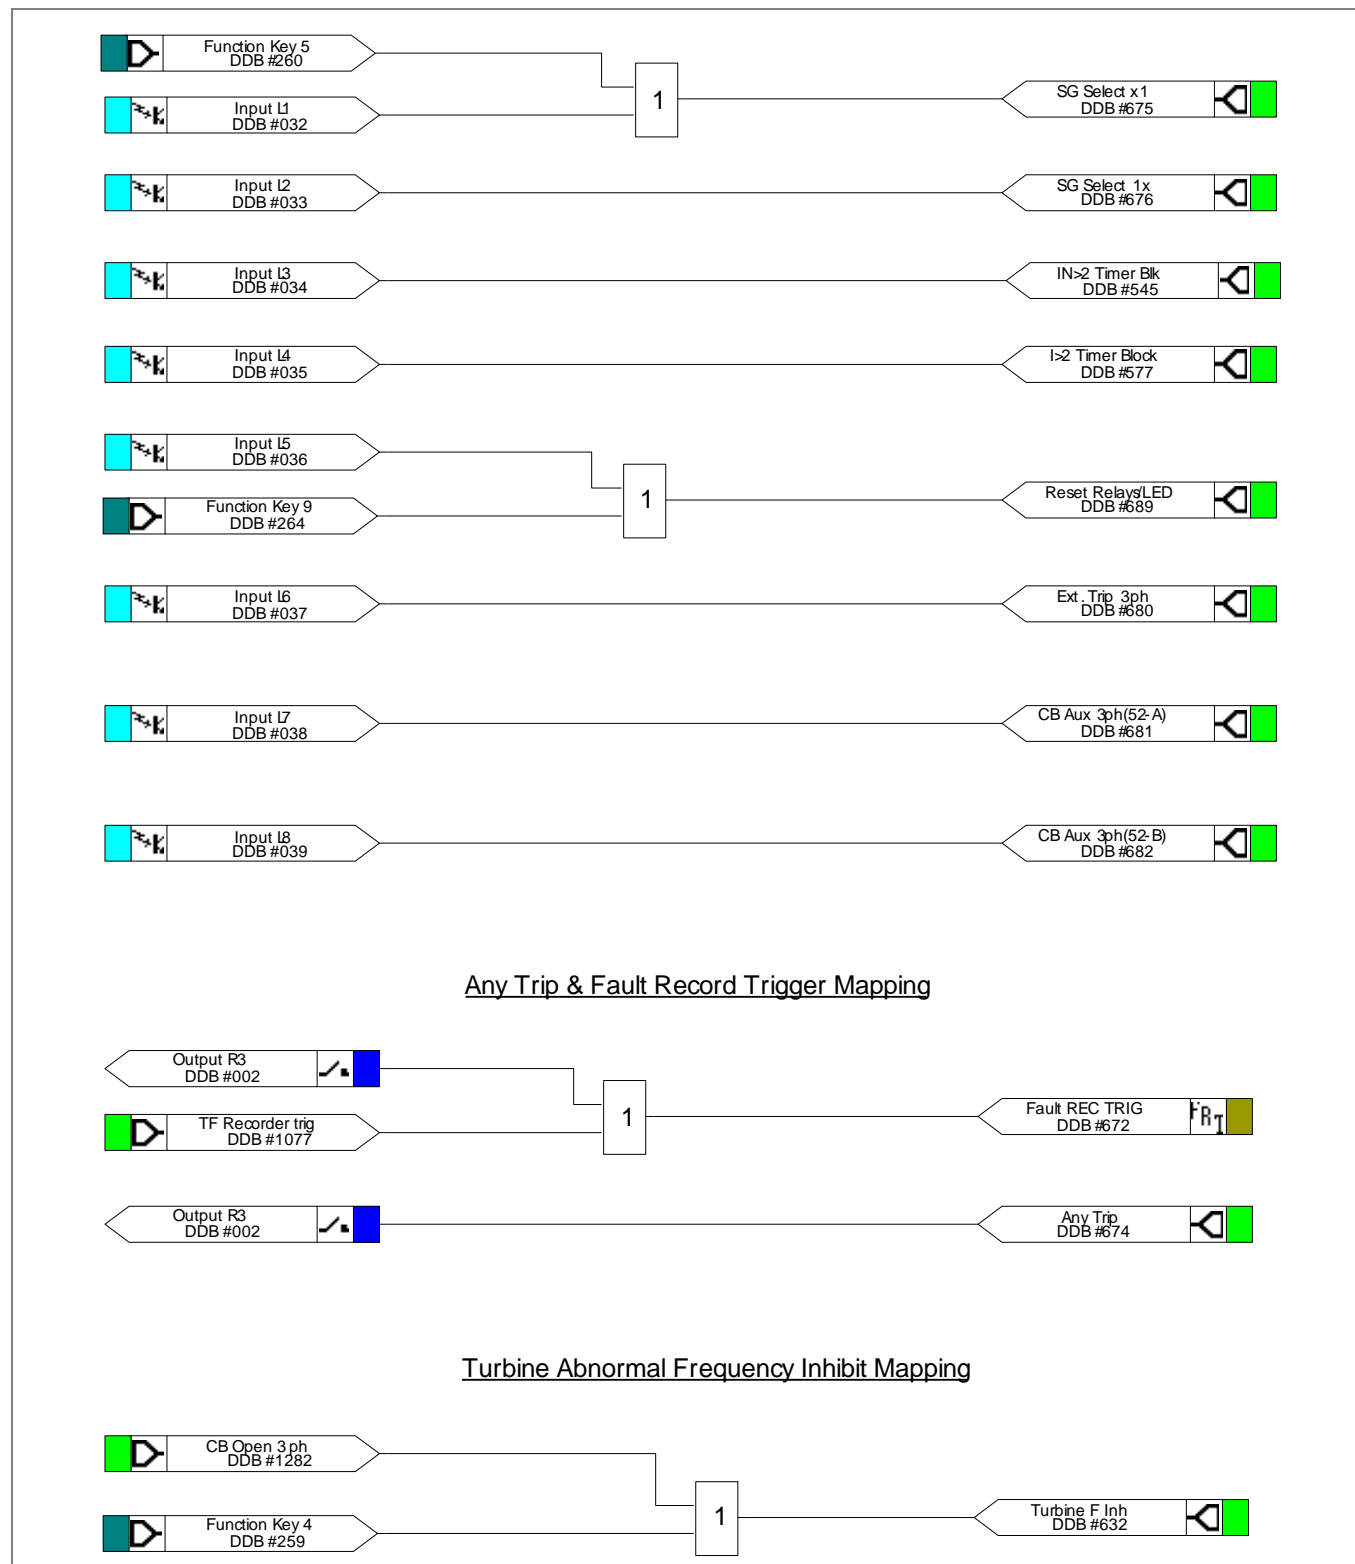 Function Key 5
DDB #260
Input L1
DDB #032
1
SG Select x1
DDB #675
Input L2
DDB #033
SG Select 1x
DDB #676
Input L3
DDB #034
IN>2 Timer Blk
DDB #545
Input L4
DDB #035
I>2 Timer Block
DDB #577
Input L5
DDB #036
Function Key 9
DDB #264
1
Reset Relays/LED
DDB #689
Input L6
DDB #037
Ext. Trip 3ph
DDB #680
Input L7
DDB #038
CB Aux 3ph(52-A)
DDB #681
Input L8
DDB #039
CB Aux 3ph(52-B)
DDB #682
Any Trip & Fault Record Trigger Mapping
Output R3
DDB #002
TF Recorder trig
DDB #1077
1
Fault REC TRIG
DDB #672
FRT
Output R3
DDB #002
Any Trip
DDB #674
Turbine Abnormal Frequency Inhibit Mapping
CB Open 3 ph
DDB #1282
Function Key 4
DDB #259
1
Turbine F Inh
DDB #632